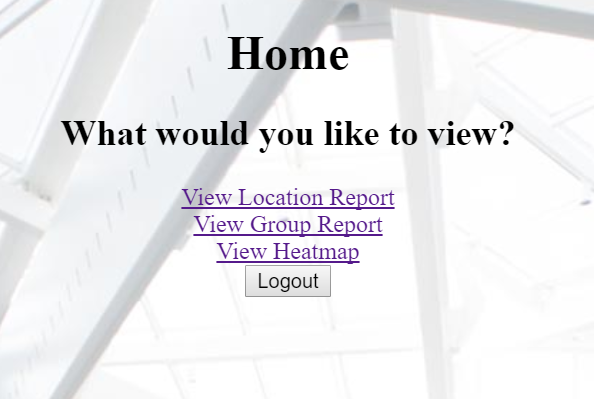 Home
What would you like to view?
View Location Report
View Group Report
View Heatmap
Logout